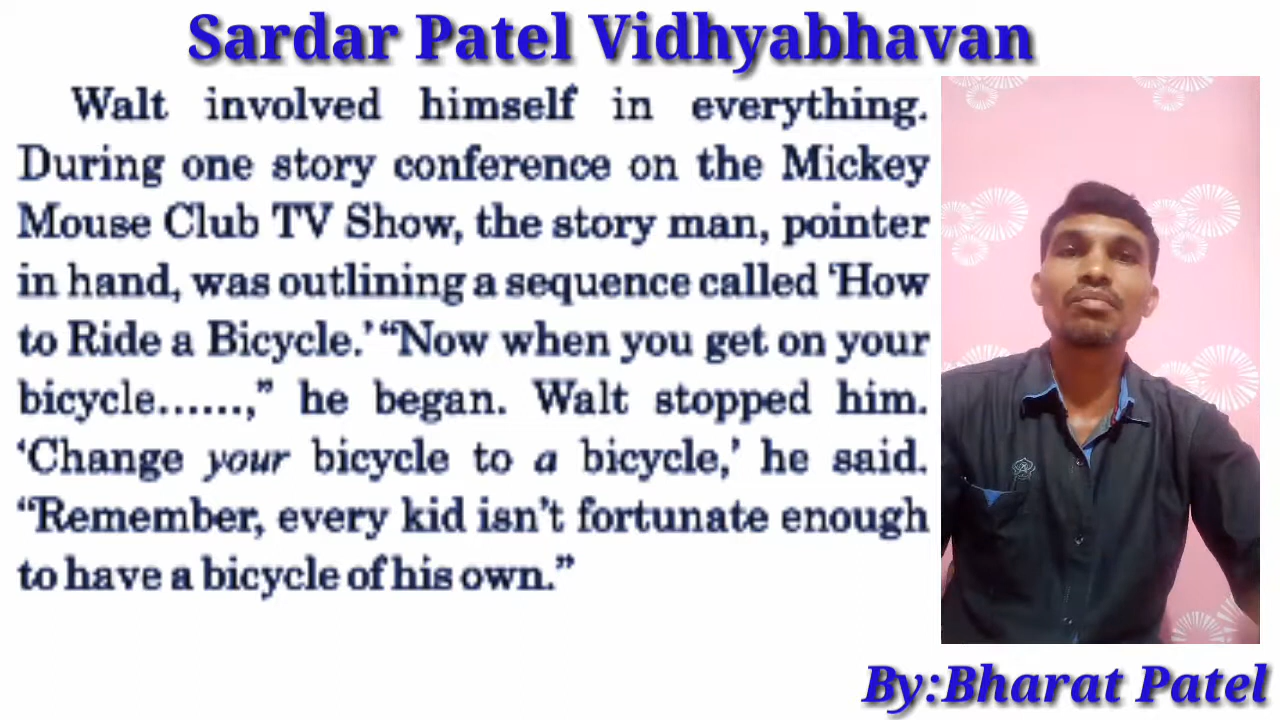 Sardar Patel Vidhyabhavan
Walt involved himself in everything.
During one story conference on the Mickey
Mouse Club TV Show, the story man, pointer
in hand, was outlining a sequence called ‘How
to Ride a Bicycle.’ “Now when you get on your
bicycle......,” he began. Walt stopped him.
‘Change your bicycle to a bicycle,’ he said.
“Remember, every kid isn’t fortunate enough
to have a bicycle of his own.”
By:Bharat Patel